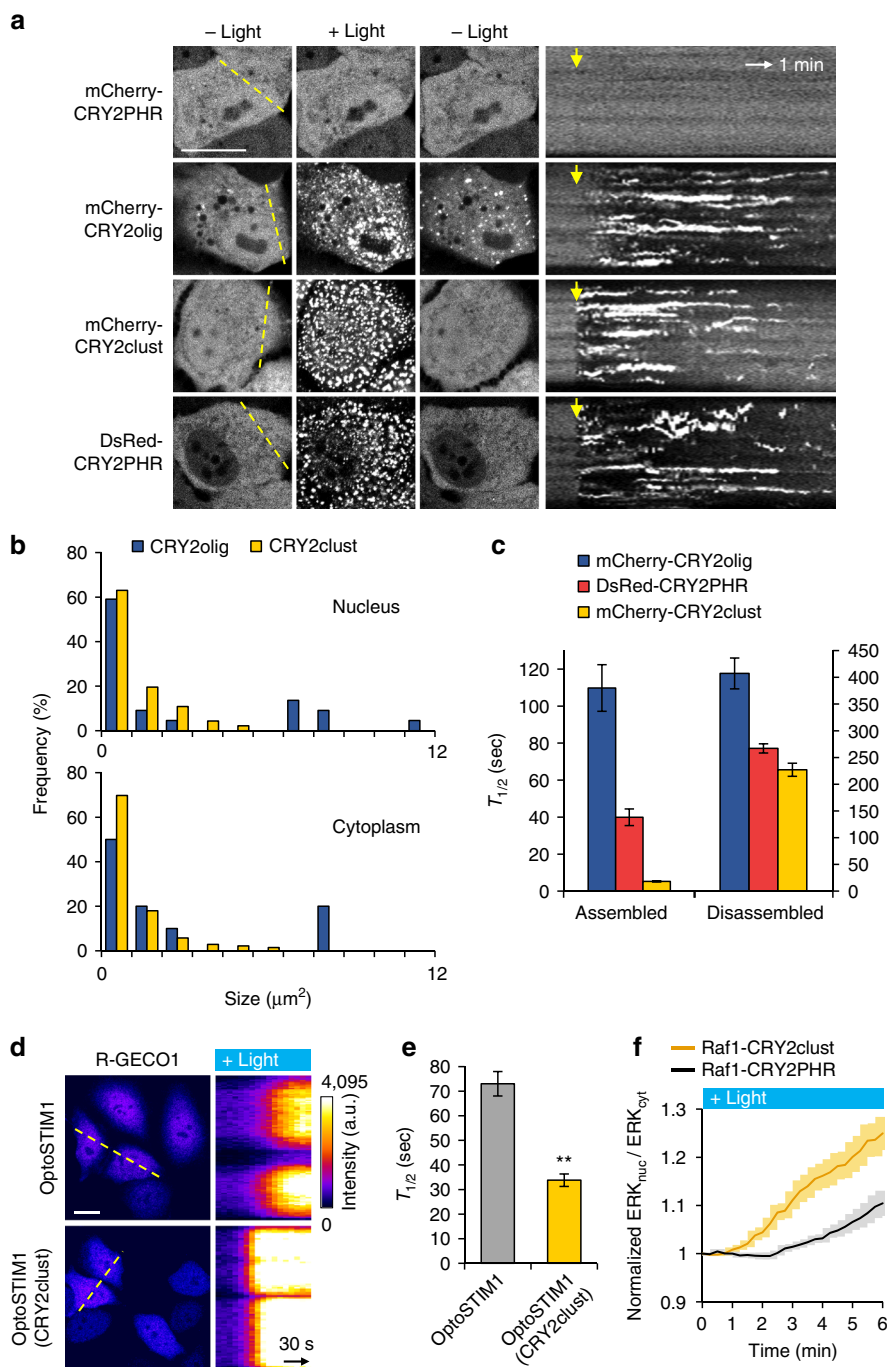 a
– Light
+ Light
– Light
mCherry-
CRY2PHR
1 min
mCherry-
CRY2olig
mCherry-
CRY2clust
DsRed-
CRY2PHR
b
CRY2olig
CRY2clust
Nucleus
80
60
40
20
0
0
12
Frequency (%)
Cytoplasm
80
60
40
20
0
0
12
Size (μm²)
c
mCherry-CRY2olig
DsRed-CRY2PHR
mCherry-CRY2clust
T1/2 (sec)
120
100
80
60
40
20
0
450
400
350
300
250
200
150
100
50
0
Assembled
Disassembled
d
R-GECO1
+ Light
OptoSTIM1
4,095
Intensity (a.u.)
0
OptoSTIM1
(CRY2clust)
30 s
e
T1/2 (sec)
80
70
60
50
40
30
20
10
0
**
OptoSTIM1
OptoSTIM1
(CRY2clust)
f
Raf1-CRY2clust
Raf1-CRY2PHR
+ Light
Normalized ERKnuc / ERKcyt
1.3
1.2
1.1
1
0.9
0
1
2
3
4
5
6
Time (min)